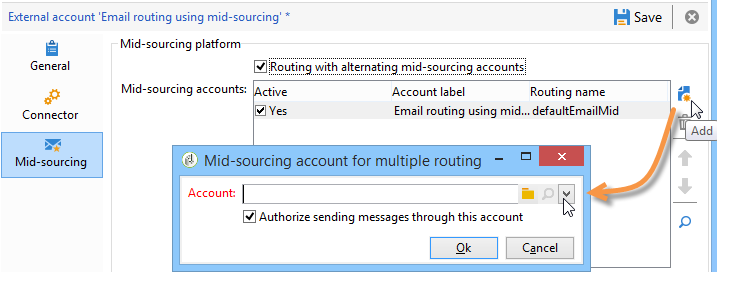 External account 'Email routing using mid-sourcing' *
Save
General
Connector
Mid-sourcing
Mid-sourcing platform
Routing with alternating mid-sourcing accounts
Mid-sourcing accounts:
Active Account label Routing name
Yes Email routing using mid... defaultEmailMid
Add
Mid-sourcing account for multiple routing
Account:
Authorize sending messages through this account
Ok Cancel